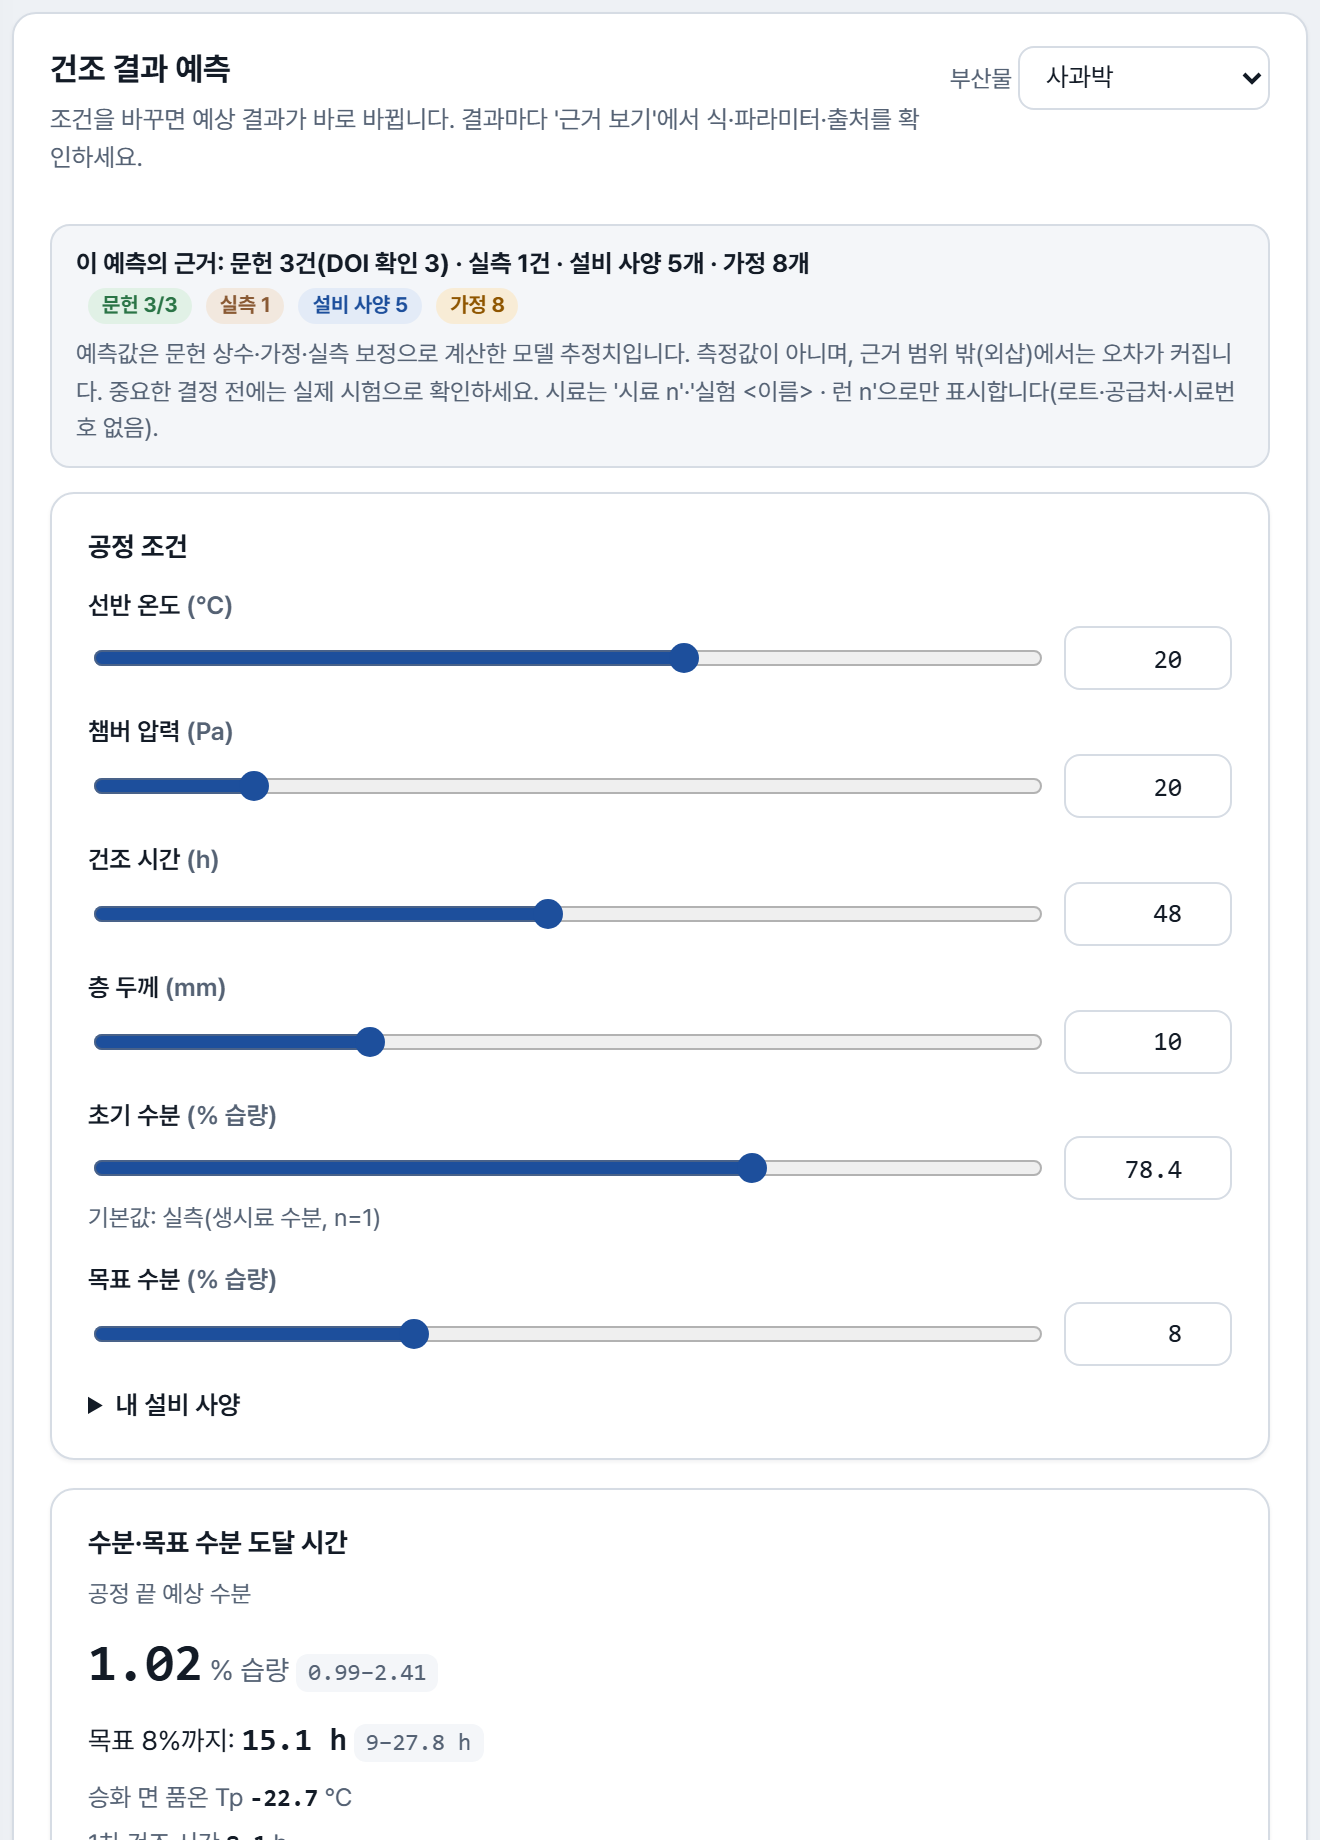 건조 결과 예측
부산물 사과박
조건을 바꾸면 예상 결과가 바로 바뀝니다. 결과마다 '근거 보기'에서 식·파라미터·출처를 확
인하세요.
이 예측의 근거: 문헌 3건(DOI 확인 3) · 실측 1건 · 설비 사양 5개 · 가정 8개
문헌 3/3 실측 1 설비 사양 5 가정 8
예측값은 문헌 상수·가정·실측 보정으로 계산한 모델 추정치입니다. 측정값이 아니며, 근거 범위 밖(외삽)에서는 오차가 커집니
다. 중요한 결정 전에는 실제 시험으로 확인하세요. 시료는 '시료 n'·'실험 <이름> · 런 n'으로만 표시합니다(로트·공급처·시료번
호 없음).
공정 조건
선반 온도 (°C)
20
챔버 압력 (Pa)
20
건조 시간 (h)
48
층 두께 (mm)
10
초기 수분 (% 습량)
78.4
기본값: 실측(생시료 수분, n=1)
목표 수분 (% 습량)
8
▶ 내 설비 사양
수분·목표 수분 도달 시간
공정 끝 예상 수분
1.02 % 습량 0.99–2.41
목표 8%까지: 15.1 h 9–27.8 h
승화 면 품온 Tp -22.7 °C